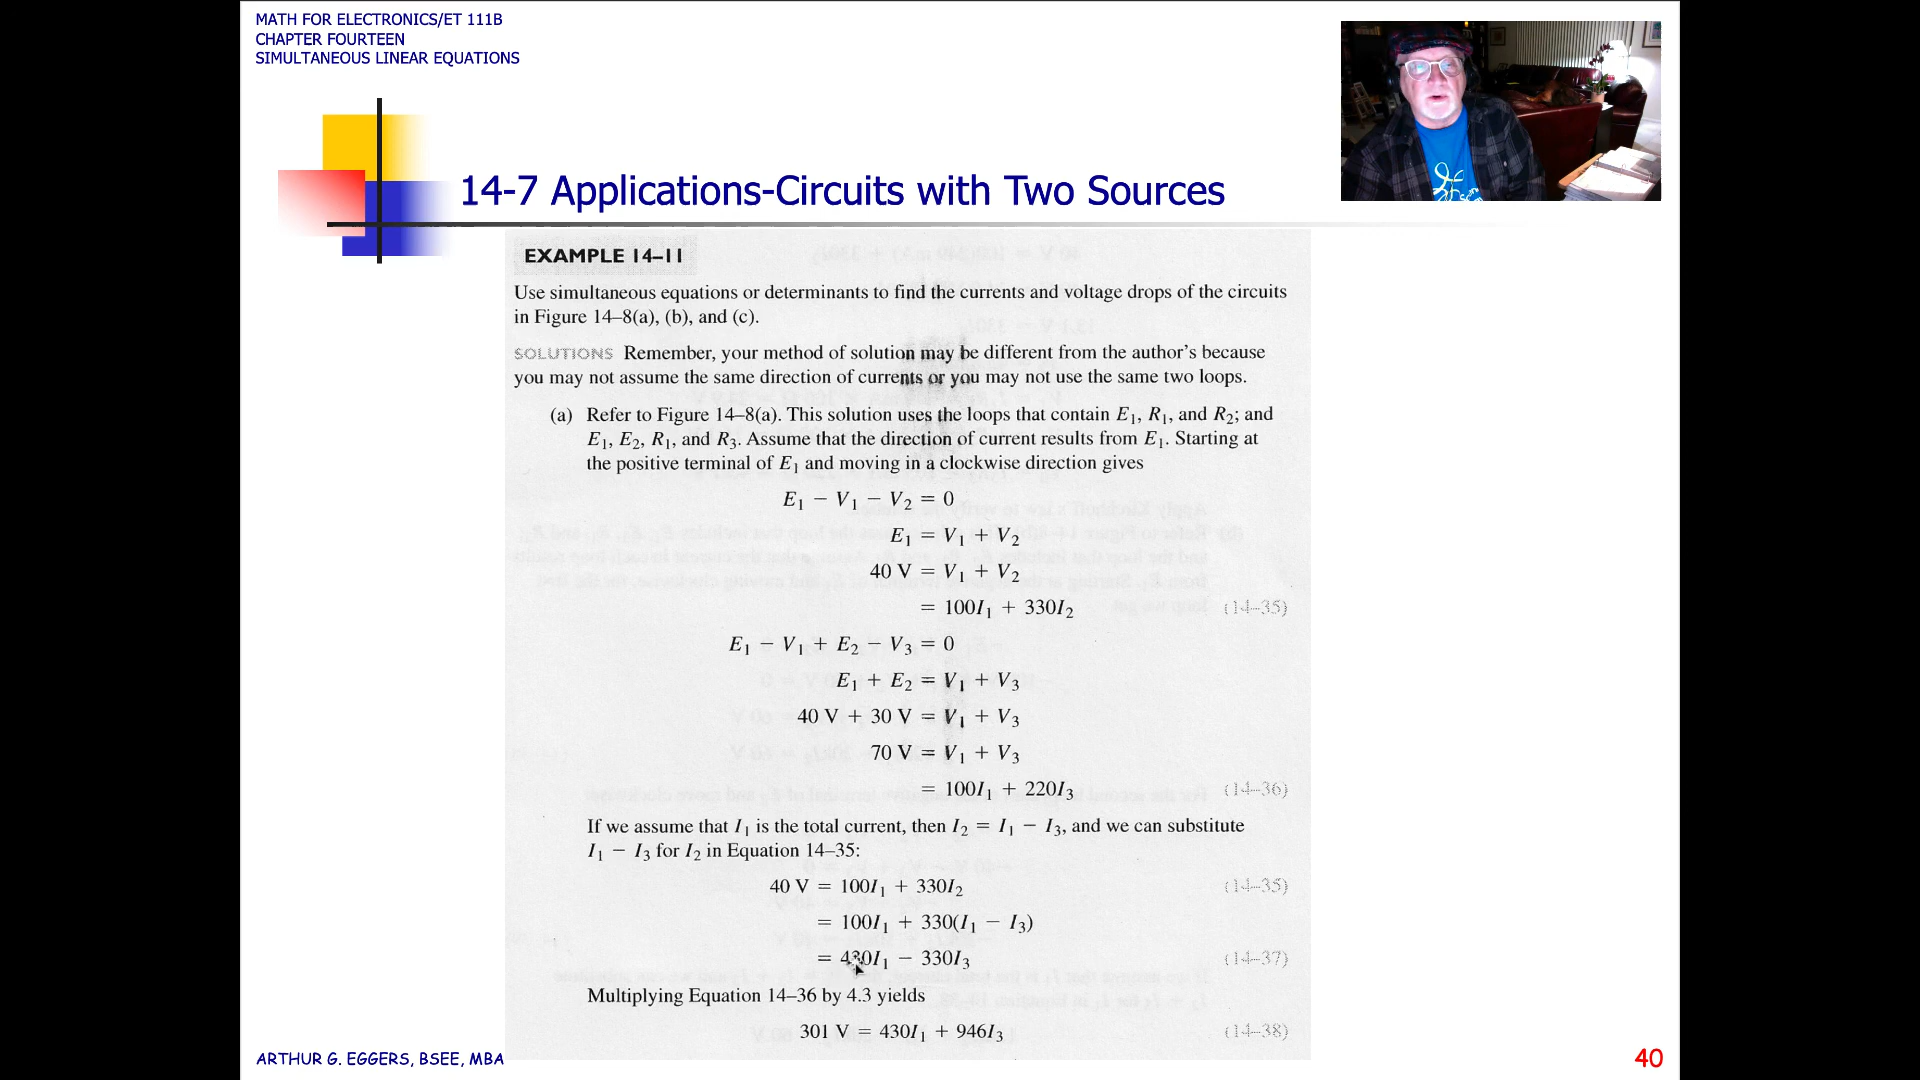 MATH FOR ELECTRONICS/ET 111B
CHAPTER FOURTEEN
SIMULTANEOUS LINEAR EQUATIONS
14-7 Applications-Circuits with Two Sources
EXAMPLE 14–11
Use simultaneous equations or determinants to find the currents and voltage drops of the circuits
in Figure 14–8(a), (b), and (c).
SOLUTIONS Remember, your method of solution may be different from the author's because
you may not assume the same direction of currents or you may not use the same two loops.
(a) Refer to Figure 14–8(a). This solution uses the loops that contain E₁, R₁, and R₂; and
E₁, E₂, R₁, and R₃. Assume that the direction of current results from E₁. Starting at
the positive terminal of E₁ and moving in a clockwise direction gives
E₁ − V₁ − V₂ = 0
E₁ = V₁ + V₂
40 V = V₁ + V₂
= 100I₁ + 330I₂ (14–35)
E₁ − V₁ + E₂ − V₃ = 0
E₁ + E₂ = V₁ + V₃
40 V + 30 V = V₁ + V₃
70 V = V₁ + V₃
= 100I₁ + 220I₃ (14–36)
If we assume that I₁ is the total current, then I₂ = I₁ − I₃, and we can substitute
I₁ − I₃ for I₂ in Equation 14–35:
40 V = 100I₁ + 330I₂ (14–35)
= 100I₁ + 330(I₁ − I₃)
= 430I₁ − 330I₃ (14–37)
Multiplying Equation 14–36 by 4.3 yields
301 V = 430I₁ + 946I₃ (14–38)
ARTHUR G. EGGERS, BSEE, MBA
40